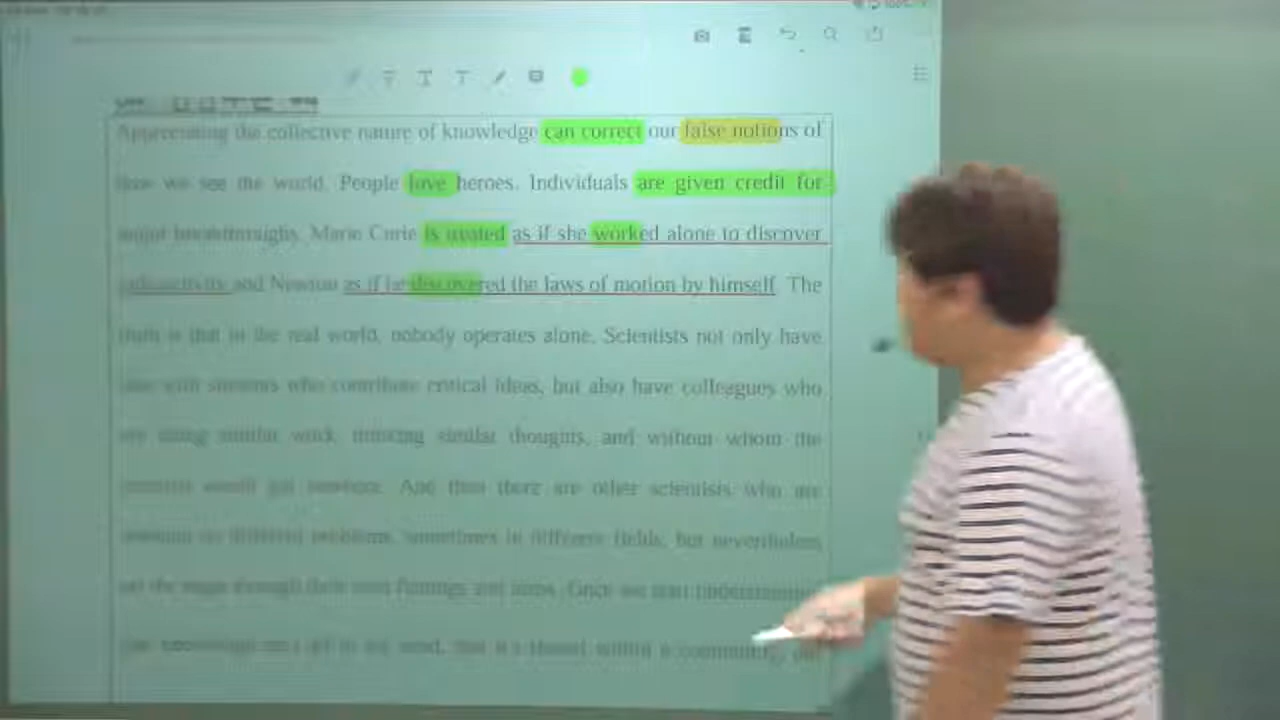 Appreciating the collective nature of knowledge can correct our false notions of
how we see the world. People love heroes. Individuals are given credit for
major breakthroughs. Marie Curie is treated as if she worked alone to discover
radioactivity and Newton as if he discovered the laws of motion by himself. The
truth is that in the real world, nobody operates alone. Scientists not only have
labs with students who contribute critical ideas, but also have colleagues who
are doing similar work, thinking similar thoughts, and without whom the
scientist would get nowhere. And then there are other scientists who are
working on different problems, sometimes in different fields, but nevertheless
set the stage through their own findings and ideas. Once we start understanding
that knowledge isn't all in the head, that it's shared within a community, our